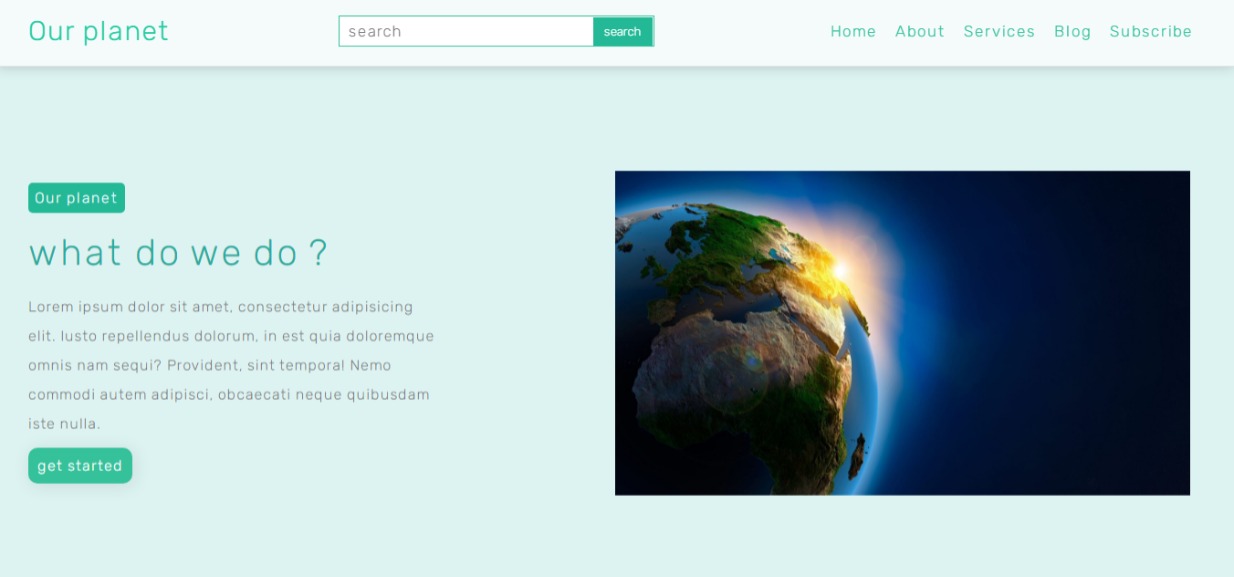 Our planet
search
search
Home About Services Blog Subscribe
Our planet
what do we do ?
Lorem ipsum dolor sit amet, consectetur adipisicing
elit. Iusto repellendus dolorum, in est quia doloremque
omnis nam sequi? Provident, sint tempora! Nemo
commodi autem adipisci, obcaecati neque quibusdam
iste nulla.
get started